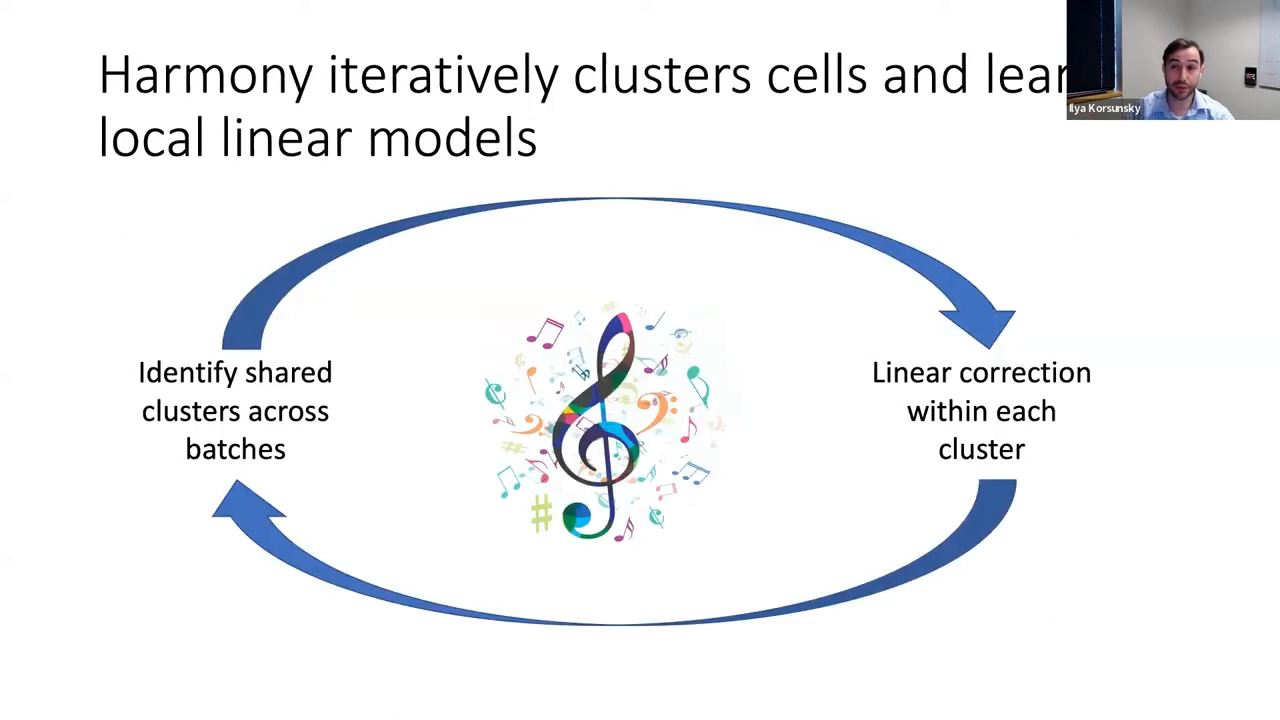 Harmony iteratively clusters cells and lear
local linear models
Ilya Korsunsky
Identify shared
clusters across
batches
Linear correction
within each
cluster